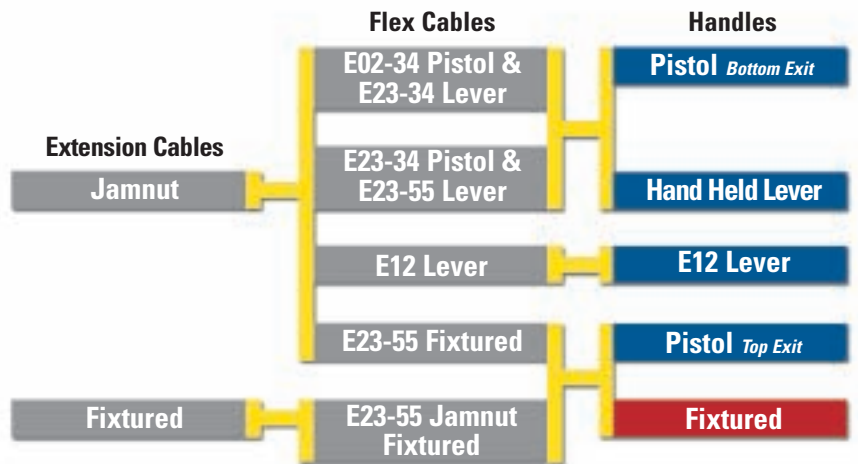 Flex Cables
Handles
E02-34 Pistol &
E23-34 Lever
Pistol Bottom Exit
Extension Cables
Jamnut
E23-34 Pistol &
E23-55 Lever
Hand Held Lever
E12 Lever
E12 Lever
E23-55 Fixtured
Pistol Top Exit
Fixtured
E23-55 Jamnut
Fixtured
Fixtured